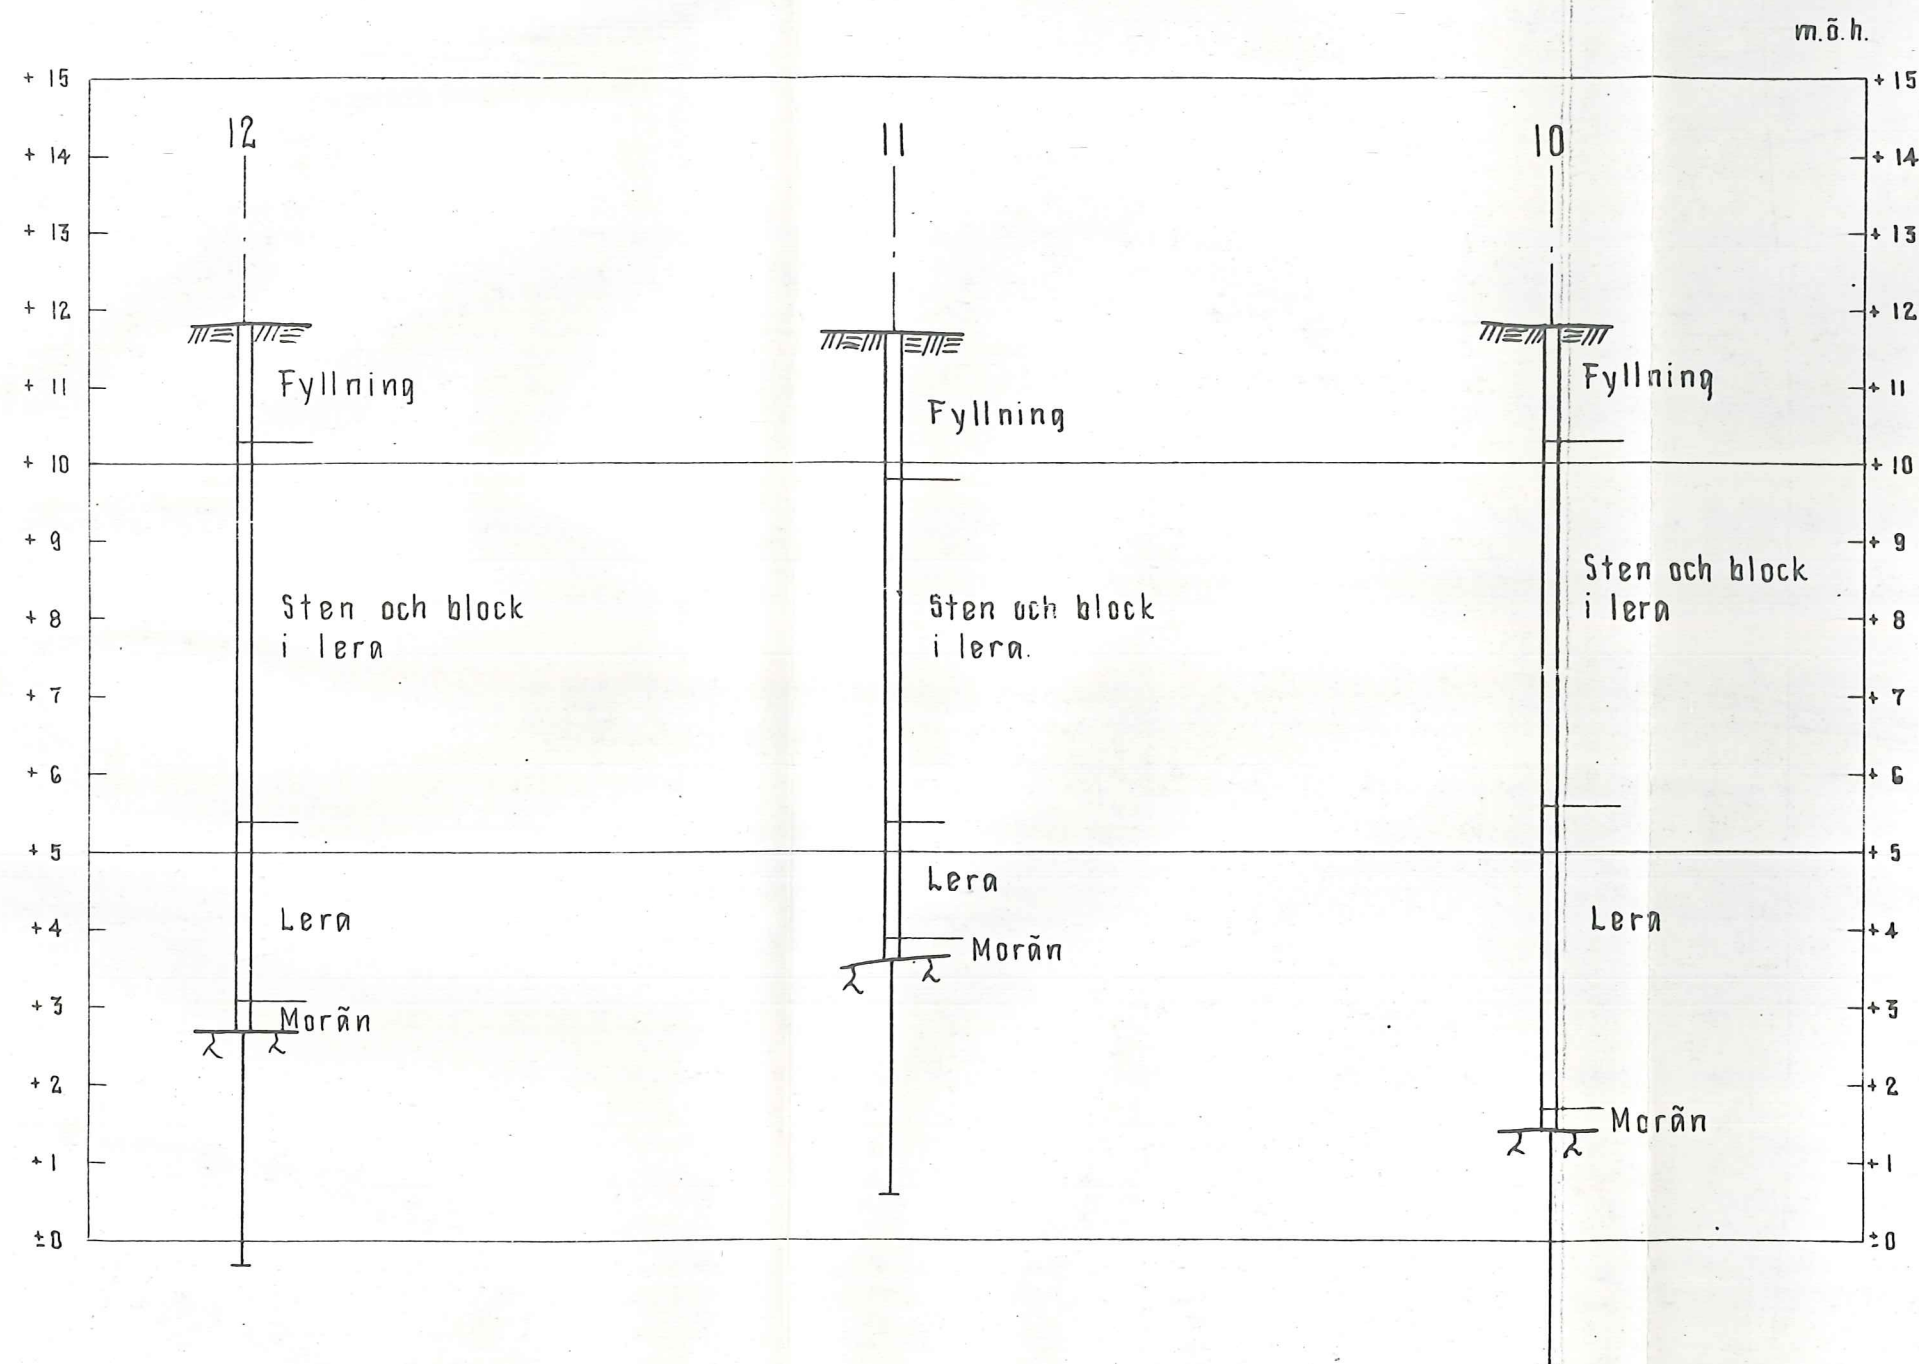 m.ö.h.
+ 15
+ 14
+ 13
+ 12
+ 11
+ 10
+ 9
+ 8
+ 7
+ 6
+ 5
+ 4
+ 3
+ 2
+ 1
± 0
12
Fyllning
Sten och block
i lera
Lera
Morän
11
Fyllning
Sten och block
i lera.
Lera
Morän
10
Fyllning
Sten och block
i lera
Lera
Morän
+ 15
+ 14
+ 13
+ 12
+ 11
+ 10
+ 9
+ 8
+ 7
+ 6
+ 5
+ 4
+ 3
+ 2
+ 1
± 0